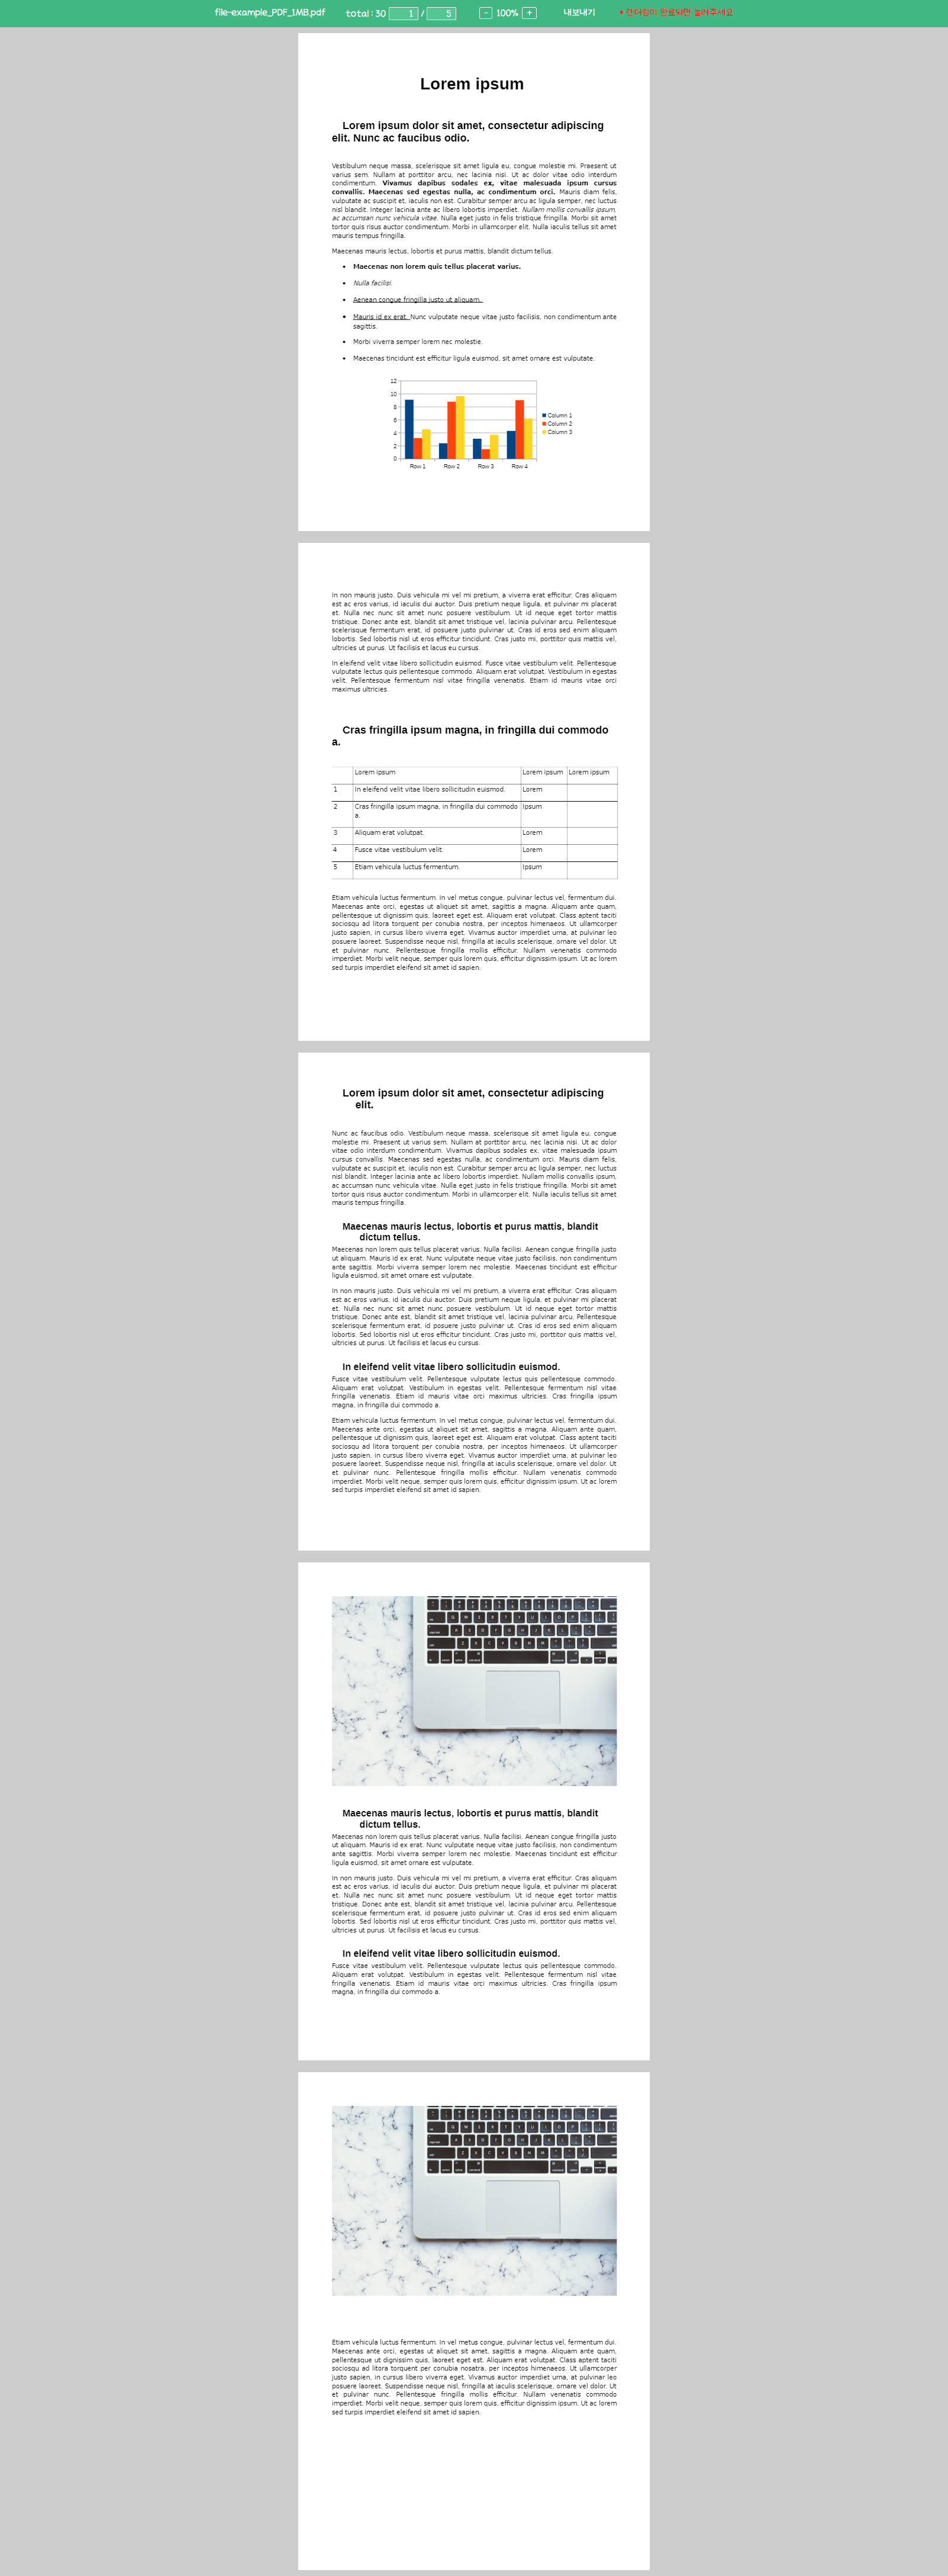 file-example_PDF_1MB.pdf total : 30 1 / 5 - 100% + 내보내기 * 렌더링이 완료되면 눌러주세요
Lorem ipsum
Lorem ipsum dolor sit amet, consectetur adipiscing
elit. Nunc ac faucibus odio.
Vestibulum neque massa, scelerisque sit amet ligula eu, congue molestie mi. Praesent ut
varius sem. Nullam at porttitor arcu, nec lacinia nisi. Ut ac dolor vitae odio interdum
condimentum. Vivamus dapibus sodales ex, vitae malesuada ipsum cursus
convallis. Maecenas sed egestas nulla, ac condimentum orci. Mauris diam felis,
vulputate ac suscipit et, iaculis non est. Curabitur semper arcu ac ligula semper, nec luctus
nisl blandit. Integer lacinia ante ac libero lobortis imperdiet. Nullam mollis convallis ipsum,
ac accumsan nunc vehicula vitae. Nulla eget justo in felis tristique fringilla. Morbi sit amet
tortor quis risus auctor condimentum. Morbi in ullamcorper elit. Nulla iaculis tellus sit amet
mauris tempus fringilla.
Maecenas mauris lectus, lobortis et purus mattis, blandit dictum tellus.
• Maecenas non lorem quis tellus placerat varius.
• Nulla facilisi.
• Aenean congue fringilla justo ut aliquam.
• Mauris id ex erat. Nunc vulputate neque vitae justo facilisis, non condimentum ante
sagittis.
• Morbi viverra semper lorem nec molestie.
• Maecenas tincidunt est efficitur ligula euismod, sit amet ornare est vulputate.
12
10
8
6
4
2
0
Row 1 Row 2 Row 3 Row 4
Column 1
Column 2
Column 3
In non mauris justo. Duis vehicula mi vel mi pretium, a viverra erat efficitur. Cras aliquam
est ac eros varius, id iaculis dui auctor. Duis pretium neque ligula, et pulvinar mi placerat
et. Nulla nec nunc sit amet nunc posuere vestibulum. Ut id neque eget tortor mattis
tristique. Donec ante est, blandit sit amet tristique vel, lacinia pulvinar arcu. Pellentesque
scelerisque fermentum erat, id posuere justo pulvinar ut. Cras id eros sed enim aliquam
lobortis. Sed lobortis nisl ut eros efficitur tincidunt. Cras justo mi, porttitor quis mattis vel,
ultricies ut purus. Ut facilisis et lacus eu cursus.
In eleifend velit vitae libero sollicitudin euismod. Fusce vitae vestibulum velit. Pellentesque
vulputate lectus quis pellentesque commodo. Aliquam erat volutpat. Vestibulum in egestas
velit. Pellentesque fermentum nisl vitae fringilla venenatis. Etiam id mauris vitae orci
maximus ultricies.
Cras fringilla ipsum magna, in fringilla dui commodo
a.
Lorem ipsum Lorem ipsum Lorem ipsum
1 In eleifend velit vitae libero sollicitudin euismod. Lorem
2 Cras fringilla ipsum magna, in fringilla dui commodo Ipsum
a.
3 Aliquam erat volutpat. Lorem
4 Fusce vitae vestibulum velit. Lorem
5 Etiam vehicula luctus fermentum. Ipsum
Etiam vehicula luctus fermentum. In vel metus congue, pulvinar lectus vel, fermentum dui.
Maecenas ante orci, egestas ut aliquet sit amet, sagittis a magna. Aliquam ante quam,
pellentesque ut dignissim quis, laoreet eget est. Aliquam erat volutpat. Class aptent taciti
sociosqu ad litora torquent per conubia nostra, per inceptos himenaeos. Ut ullamcorper
justo sapien, in cursus libero viverra eget. Vivamus auctor imperdiet urna, at pulvinar leo
posuere laoreet. Suspendisse neque nisl, fringilla at iaculis scelerisque, ornare vel dolor. Ut
et pulvinar nunc. Pellentesque fringilla mollis efficitur. Nullam venenatis commodo
imperdiet. Morbi velit neque, semper quis lorem quis, efficitur dignissim ipsum. Ut ac lorem
sed turpis imperdiet eleifend sit amet id sapien.
Lorem ipsum dolor sit amet, consectetur adipiscing
elit.
Nunc ac faucibus odio. Vestibulum neque massa, scelerisque sit amet ligula eu, congue
molestie mi. Praesent ut varius sem. Nullam at porttitor arcu, nec lacinia nisi. Ut ac dolor
vitae odio interdum condimentum. Vivamus dapibus sodales ex, vitae malesuada ipsum
cursus convallis. Maecenas sed egestas nulla, ac condimentum orci. Mauris diam felis,
vulputate ac suscipit et, iaculis non est. Curabitur semper arcu ac ligula semper, nec luctus
nisl blandit. Integer lacinia ante ac libero lobortis imperdiet. Nullam mollis convallis ipsum,
ac accumsan nunc vehicula vitae. Nulla eget justo in felis tristique fringilla. Morbi sit amet
tortor quis risus auctor condimentum. Morbi in ullamcorper elit. Nulla iaculis tellus sit amet
mauris tempus fringilla.
Maecenas mauris lectus, lobortis et purus mattis, blandit
dictum tellus.
Maecenas non lorem quis tellus placerat varius. Nulla facilisi. Aenean congue fringilla justo
ut aliquam. Mauris id ex erat. Nunc vulputate neque vitae justo facilisis, non condimentum
ante sagittis. Morbi viverra semper lorem nec molestie. Maecenas tincidunt est efficitur
ligula euismod, sit amet ornare est vulputate.
In non mauris justo. Duis vehicula mi vel mi pretium, a viverra erat efficitur. Cras aliquam
est ac eros varius, id iaculis dui auctor. Duis pretium neque ligula, et pulvinar mi placerat
et. Nulla nec nunc sit amet nunc posuere vestibulum. Ut id neque eget tortor mattis
tristique. Donec ante est, blandit sit amet tristique vel, lacinia pulvinar arcu. Pellentesque
scelerisque fermentum erat, id posuere justo pulvinar ut. Cras id eros sed enim aliquam
lobortis. Sed lobortis nisl ut eros efficitur tincidunt. Cras justo mi, porttitor quis mattis vel,
ultricies ut purus. Ut facilisis et lacus eu cursus.
In eleifend velit vitae libero sollicitudin euismod.
Fusce vitae vestibulum velit. Pellentesque vulputate lectus quis pellentesque commodo.
Aliquam erat volutpat. Vestibulum in egestas velit. Pellentesque fermentum nisl vitae
fringilla venenatis. Etiam id mauris vitae orci maximus ultricies. Cras fringilla ipsum
magna, in fringilla dui commodo a.
Etiam vehicula luctus fermentum. In vel metus congue, pulvinar lectus vel, fermentum dui.
Maecenas ante orci, egestas ut aliquet sit amet, sagittis a magna. Aliquam ante quam,
pellentesque ut dignissim quis, laoreet eget est. Aliquam erat volutpat. Class aptent taciti
sociosqu ad litora torquent per conubia nostra, per inceptos himenaeos. Ut ullamcorper
justo sapien, in cursus libero viverra eget. Vivamus auctor imperdiet urna, at pulvinar leo
posuere laoreet. Suspendisse neque nisl, fringilla at iaculis scelerisque, ornare vel dolor. Ut
et pulvinar nunc. Pellentesque fringilla mollis efficitur. Nullam venenatis commodo
imperdiet. Morbi velit neque, semper quis lorem quis, efficitur dignissim ipsum. Ut ac lorem
sed turpis imperdiet eleifend sit amet id sapien.
Maecenas mauris lectus, lobortis et purus mattis, blandit
dictum tellus.
Maecenas non lorem quis tellus placerat varius. Nulla facilisi. Aenean congue fringilla justo
ut aliquam. Mauris id ex erat. Nunc vulputate neque vitae justo facilisis, non condimentum
ante sagittis. Morbi viverra semper lorem nec molestie. Maecenas tincidunt est efficitur
ligula euismod, sit amet ornare est vulputate.
In non mauris justo. Duis vehicula mi vel mi pretium, a viverra erat efficitur. Cras aliquam
est ac eros varius, id iaculis dui auctor. Duis pretium neque ligula, et pulvinar mi placerat
et. Nulla nec nunc sit amet nunc posuere vestibulum. Ut id neque eget tortor mattis
tristique. Donec ante est, blandit sit amet tristique vel, lacinia pulvinar arcu. Pellentesque
scelerisque fermentum erat, id posuere justo pulvinar ut. Cras id eros sed enim aliquam
lobortis. Sed lobortis nisl ut eros efficitur tincidunt. Cras justo mi, porttitor quis mattis vel,
ultricies ut purus. Ut facilisis et lacus eu cursus.
In eleifend velit vitae libero sollicitudin euismod.
Fusce vitae vestibulum velit. Pellentesque vulputate lectus quis pellentesque commodo.
Aliquam erat volutpat. Vestibulum in egestas velit. Pellentesque fermentum nisl vitae
fringilla venenatis. Etiam id mauris vitae orci maximus ultricies. Cras fringilla ipsum
magna, in fringilla dui commodo a.
Etiam vehicula luctus fermentum. In vel metus congue, pulvinar lectus vel, fermentum dui.
Maecenas ante orci, egestas ut aliquet sit amet, sagittis a magna. Aliquam ante quam,
pellentesque ut dignissim quis, laoreet eget est. Aliquam erat volutpat. Class aptent taciti
sociosqu ad litora torquent per conubia nostra, per inceptos himenaeos. Ut ullamcorper
justo sapien, in cursus libero viverra eget. Vivamus auctor imperdiet urna, at pulvinar leo
posuere laoreet. Suspendisse neque nisl, fringilla at iaculis scelerisque, ornare vel dolor. Ut
et pulvinar nunc. Pellentesque fringilla mollis efficitur. Nullam venenatis commodo
imperdiet. Morbi velit neque, semper quis lorem quis, efficitur dignissim ipsum. Ut ac lorem
sed turpis imperdiet eleifend sit amet id sapien.